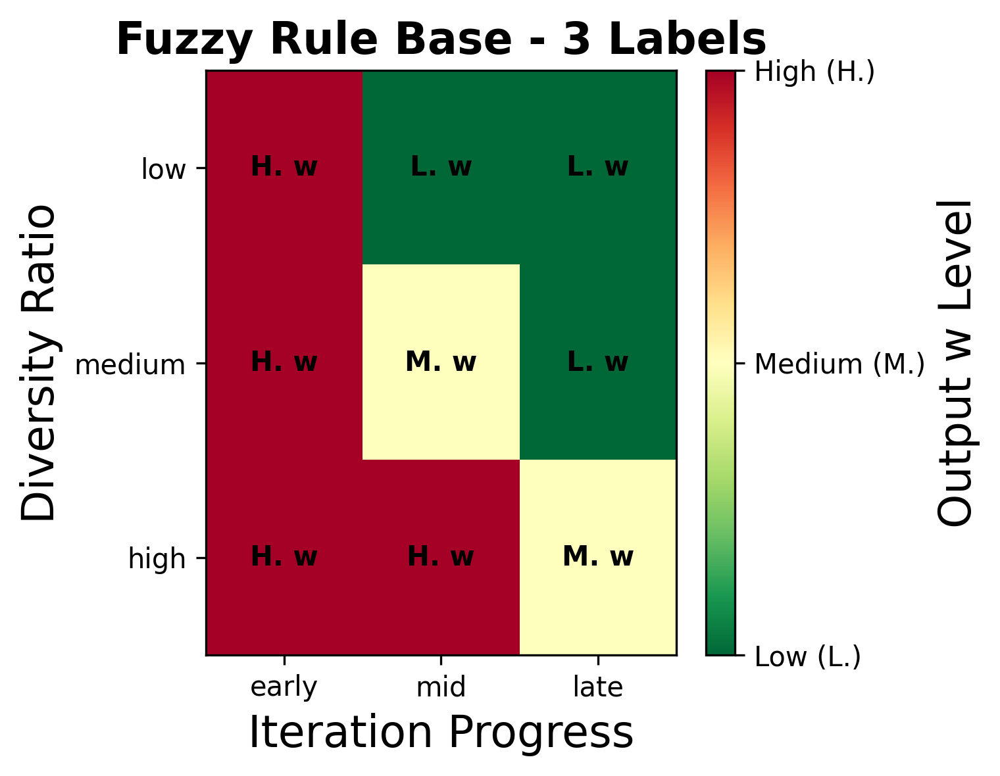 Fuzzy Rule Base - 3 Labels
Diversity Ratio
low
medium
high
H. w
L. w
L. w
H. w
M. w
L. w
H. w
H. w
M. w
early
mid
late
Iteration Progress
High (H.)
Medium (M.)
Low (L.)
Output w Level